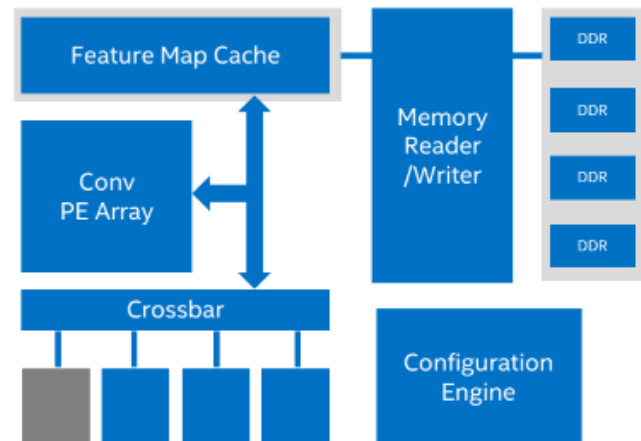 Feature Map Cache
DDR
Memory
Reader
/Writer
DDR
Conv
PE Array
DDR
DDR
Crossbar
Configuration
Engine